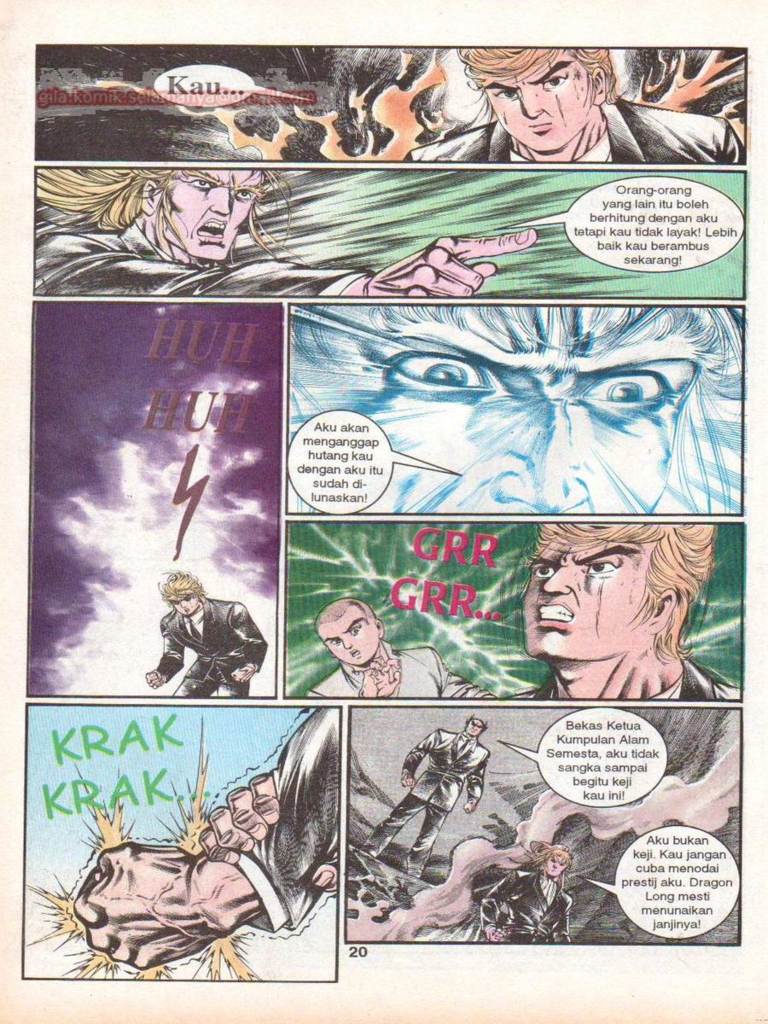 Kau...
Orang-orang
yang lain itu boleh
berhitung dengan aku
tetapi kau tidak layak! Lebih
baik kau berambus
sekarang!
HUH
HUH
Aku akan
menganggap
hutang kau
dengan aku itu
sudah di-
lunaskan!
GRR
GRR...
KRAK
KRAK...
Bekas Ketua
Kumpulan Alam
Semesta, aku tidak
sangka sampai
begitu keji
kau ini!
Aku bukan
keji. Kau jangan
cuba menodai
prestij aku. Dragon
Long mesti
menunaikan
janjinya!
20